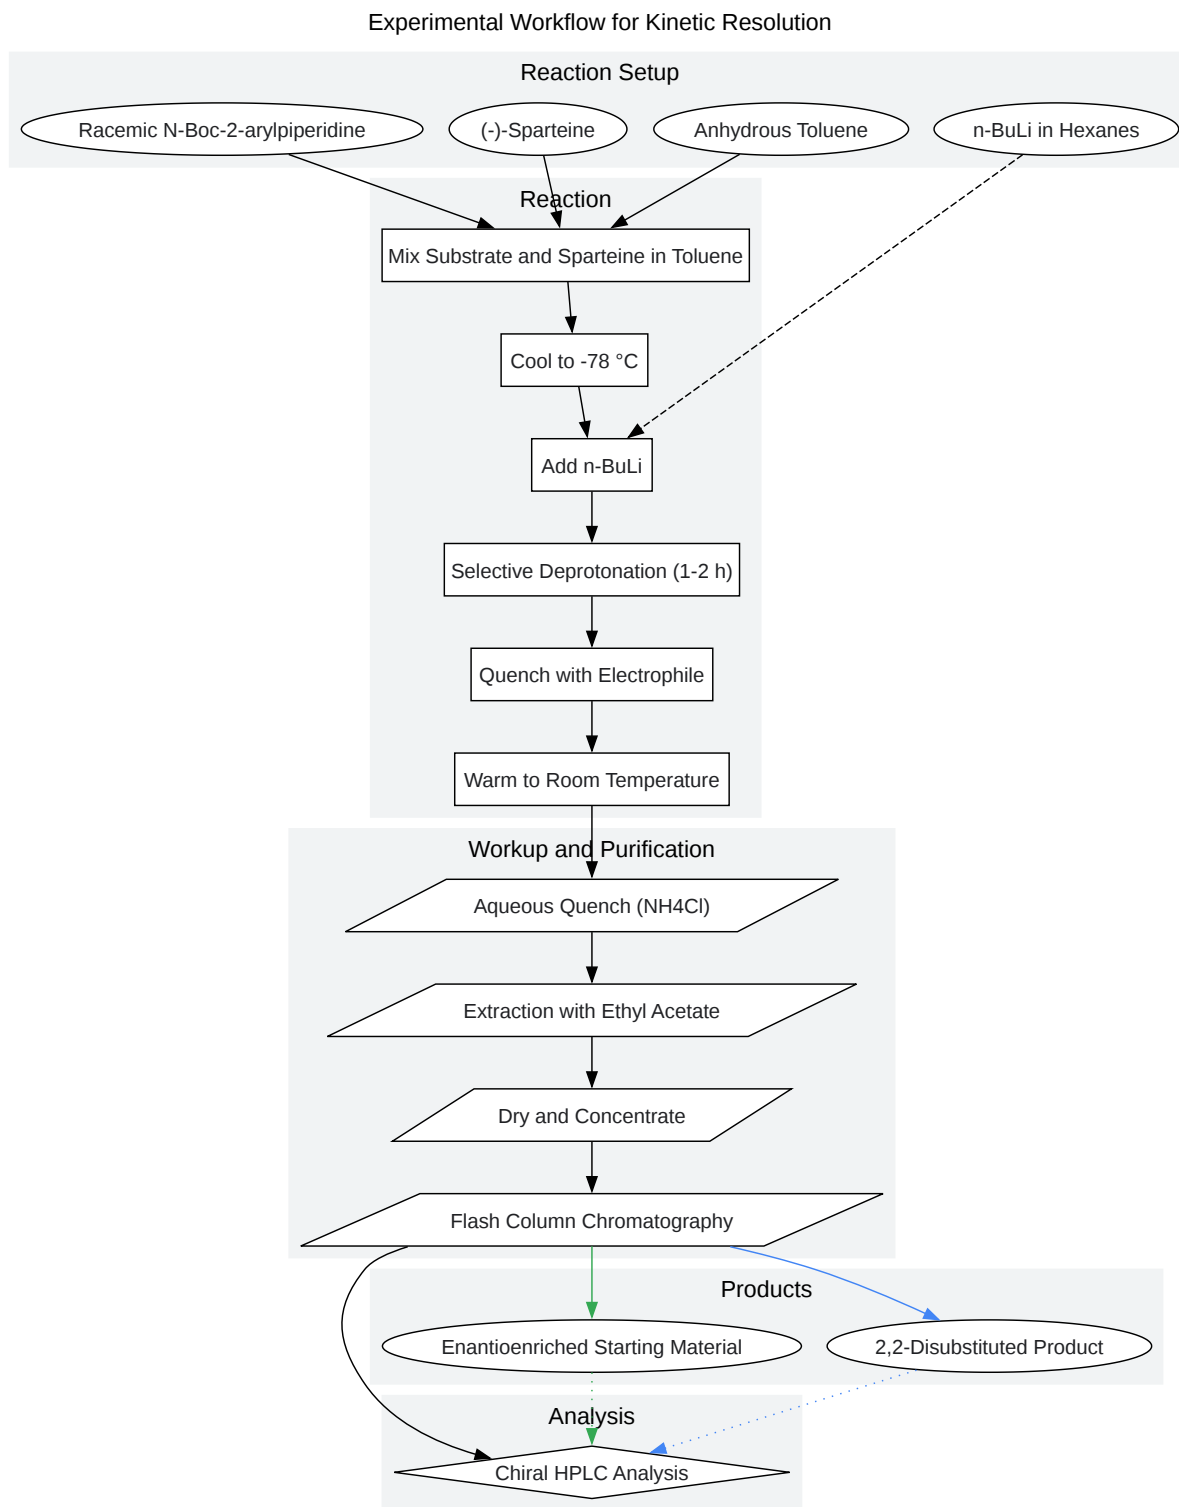 Experimental Workflow for Kinetic Resolution
Reaction Setup
Racemic N-Boc-2-arylpiperidine
(-)-Sparteine
Anhydrous Toluene
n-BuLi in Hexanes
Reaction
Mix Substrate and Sparteine in Toluene
Cool to -78 °C
Add n-BuLi
Selective Deprotonation (1-2 h)
Quench with Electrophile
Warm to Room Temperature
Workup and Purification
Aqueous Quench (NH4Cl)
Extraction with Ethyl Acetate
Dry and Concentrate
Flash Column Chromatography
Products
Enantioenriched Starting Material
2,2-Disubstituted Product
Analysis
Chiral HPLC Analysis